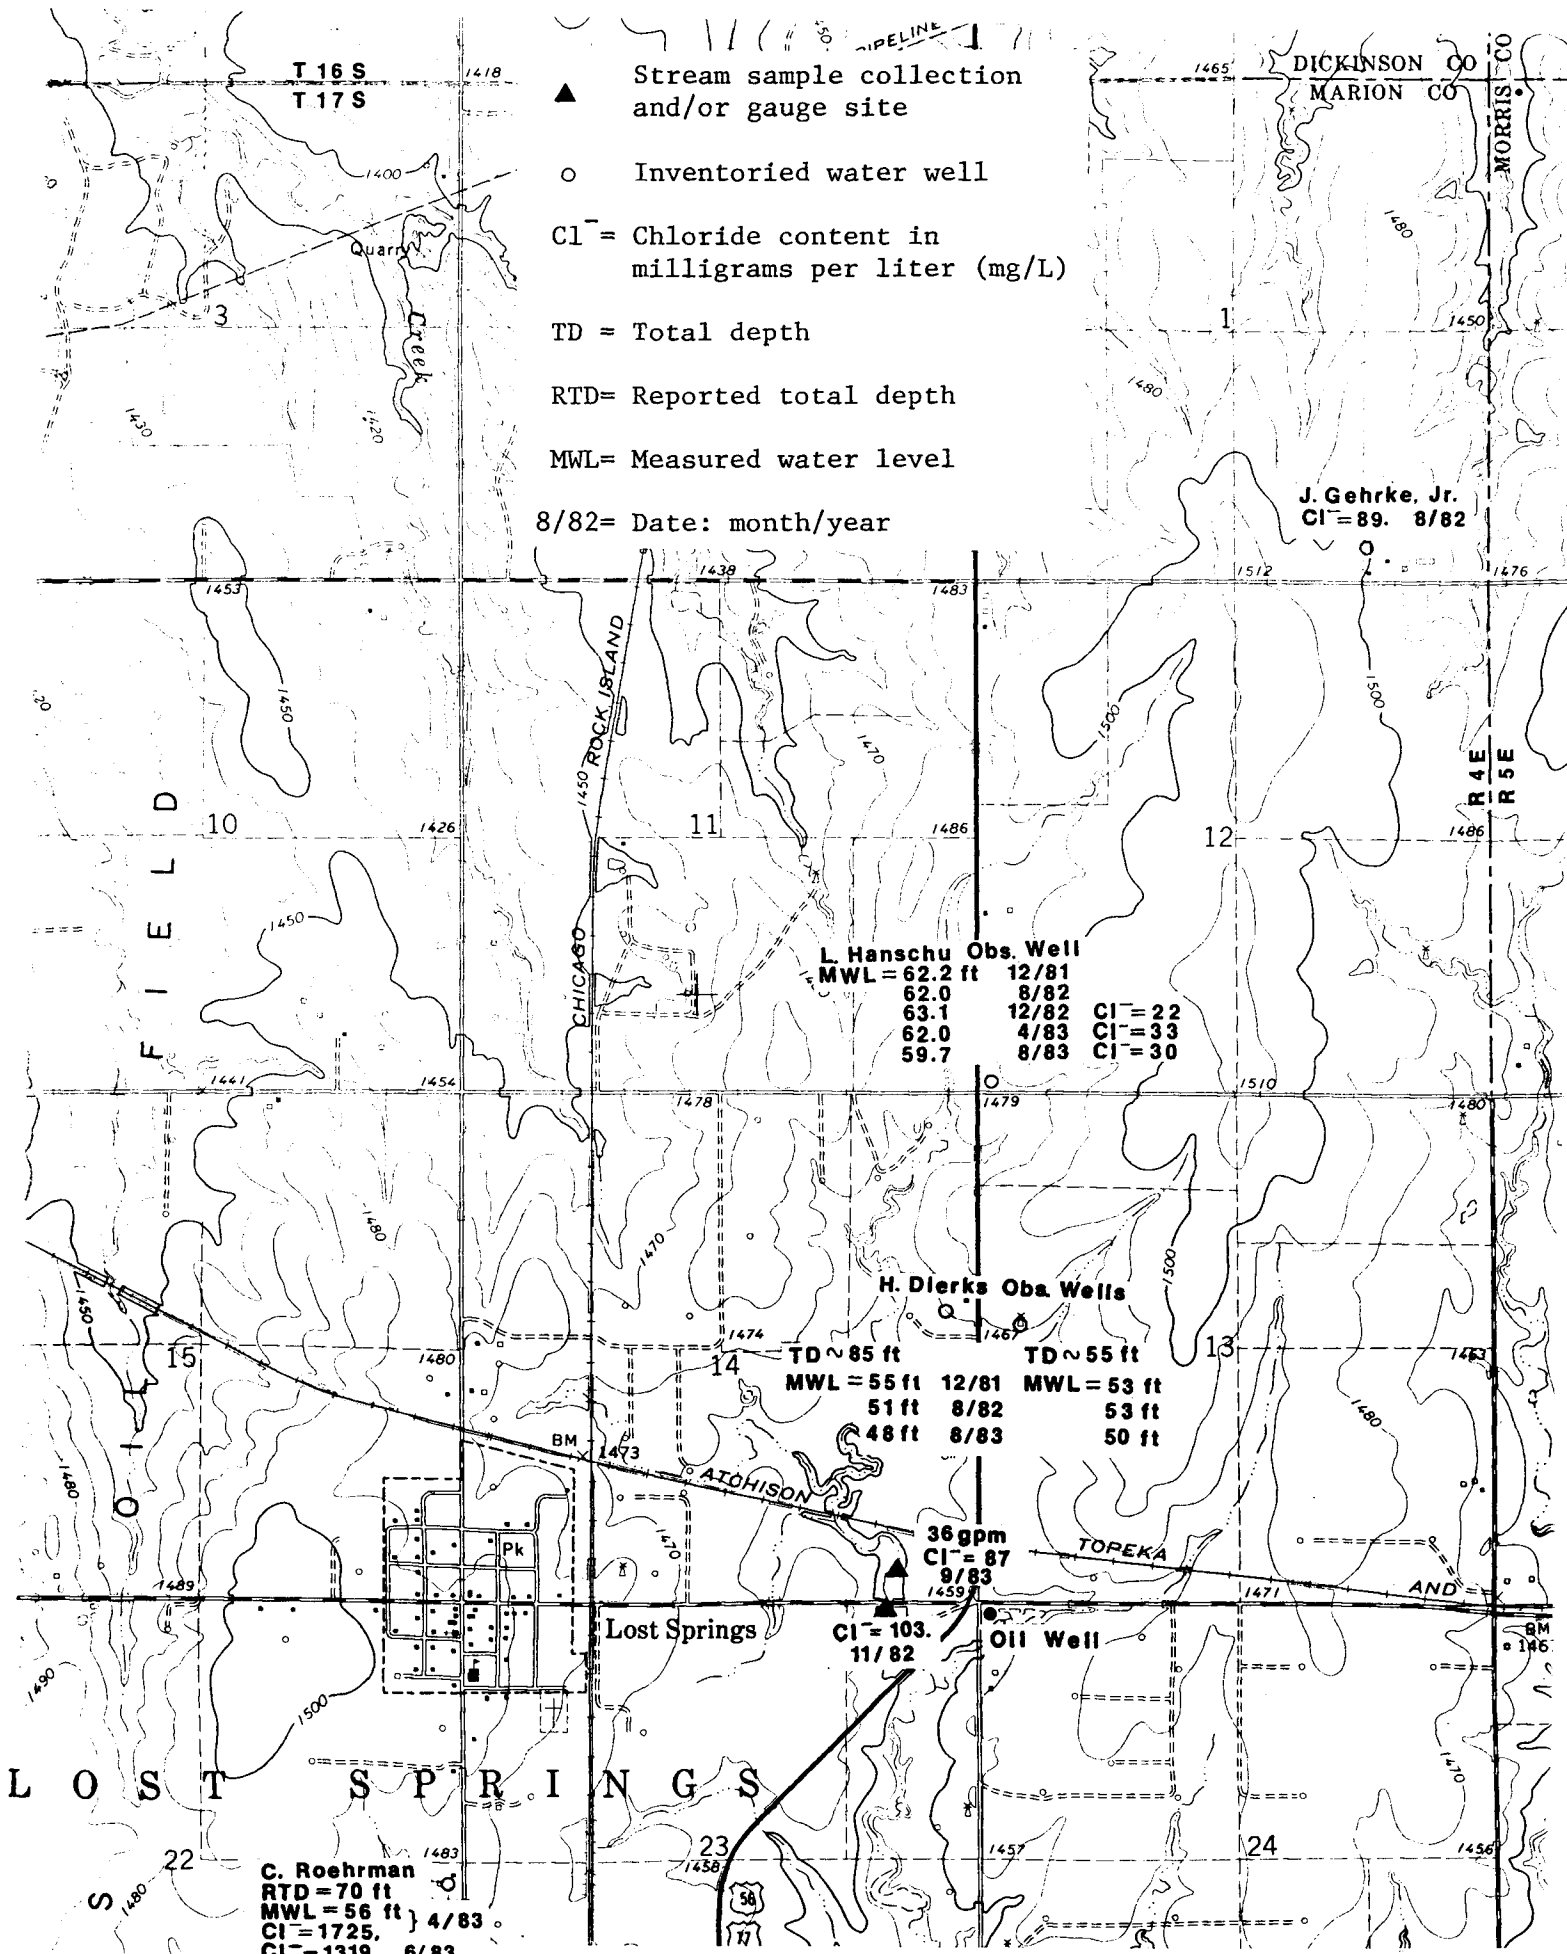 PIPELINE
T 16 S
T 17 S
1418
▲ Stream sample collection
and/or gauge site
○ Inventoried water well
Cl⁻= Chloride content in
milligrams per liter (mg/L)
TD = Total depth
RTD= Reported total depth
MWL= Measured water level
8/82= Date: month/year
1465
DICKINSON CO
MARION CO
MORRIS CO
1400
Quarry
Creek
3
1430
1420
1480
1
1450
1480
J. Gehrke, Jr.
Cl⁻=89. 8/82
1453
1438
1483
1512
1476
1450
ROCK ISLAND
1450
1470
1500
1500
R 4 E
R 5 E
10
1426
11
1486
12
1486
FIELD
1450
CHICAGO
L. Hanschu Obs. Well
MWL = 62.2 ft 12/81
62.0 8/82
63.1 12/82 Cl⁻=22
62.0 4/83 Cl⁻=33
59.7 8/83 Cl⁻=30
1441
1454
1478
1479
1510
1480
1480
1470
1500
1450
H. Dierks Obs. Wells
15
1480
1474
14
1467
13
1463
TD ~ 85 ft TD ~ 55 ft
MWL = 55 ft 12/81 MWL = 53 ft
51 ft 8/82 53 ft
48 ft 8/83 50 ft
1480
BM
1473
ATCHISON
1480
OIL
Pk
1470
36 gpm
Cl⁻= 87
9/83
TOPEKA
AND
1489
1459
1471
Lost Springs
Cl⁻= 103.
11/82
Oil Well
BM
146
1490
1500
1470
LOST SPRINGS
22
1483
23
1458
1457
24
1456
S
1480
C. Roehrman
RTD = 70 ft
MWL = 56 ft } 4/83
Cl⁻=1725,
Cl⁻=1319 6/83
56
77